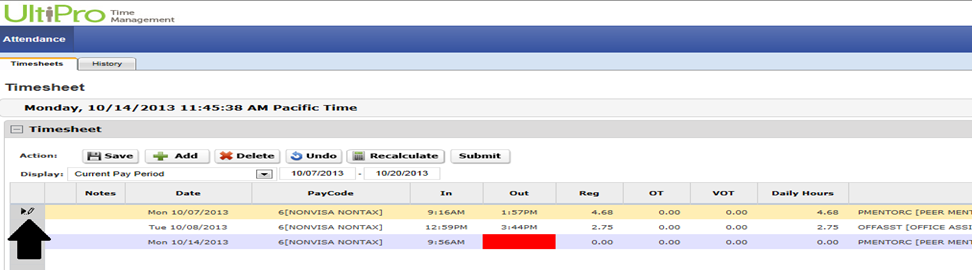 UltiPro Time Management
Attendance
Timesheets History
Timesheet
Monday, 10/14/2013 11:45:38 AM Pacific Time
Timesheet
Action: Save Add Delete Undo Recalculate Submit
Display: Current Pay Period 10/07/2013 - 10/20/2013
Notes Date PayCode In Out Reg OT VOT Daily Hours
Mon 10/07/2013 6[NONVISA NONTAX] 9:16AM 1:57PM 4.68 0.00 0.00 4.68 PMENTORC [PEER MENT
Tue 10/08/2013 6[NONVISA NONTAX] 12:59PM 3:44PM 2.75 0.00 0.00 2.75 OFFASST [OFFICE ASSI
Mon 10/14/2013 6[NONVISA NONTAX] 9:56AM 0.00 0.00 0.00 0.00 PMENTORC [PEER MENT